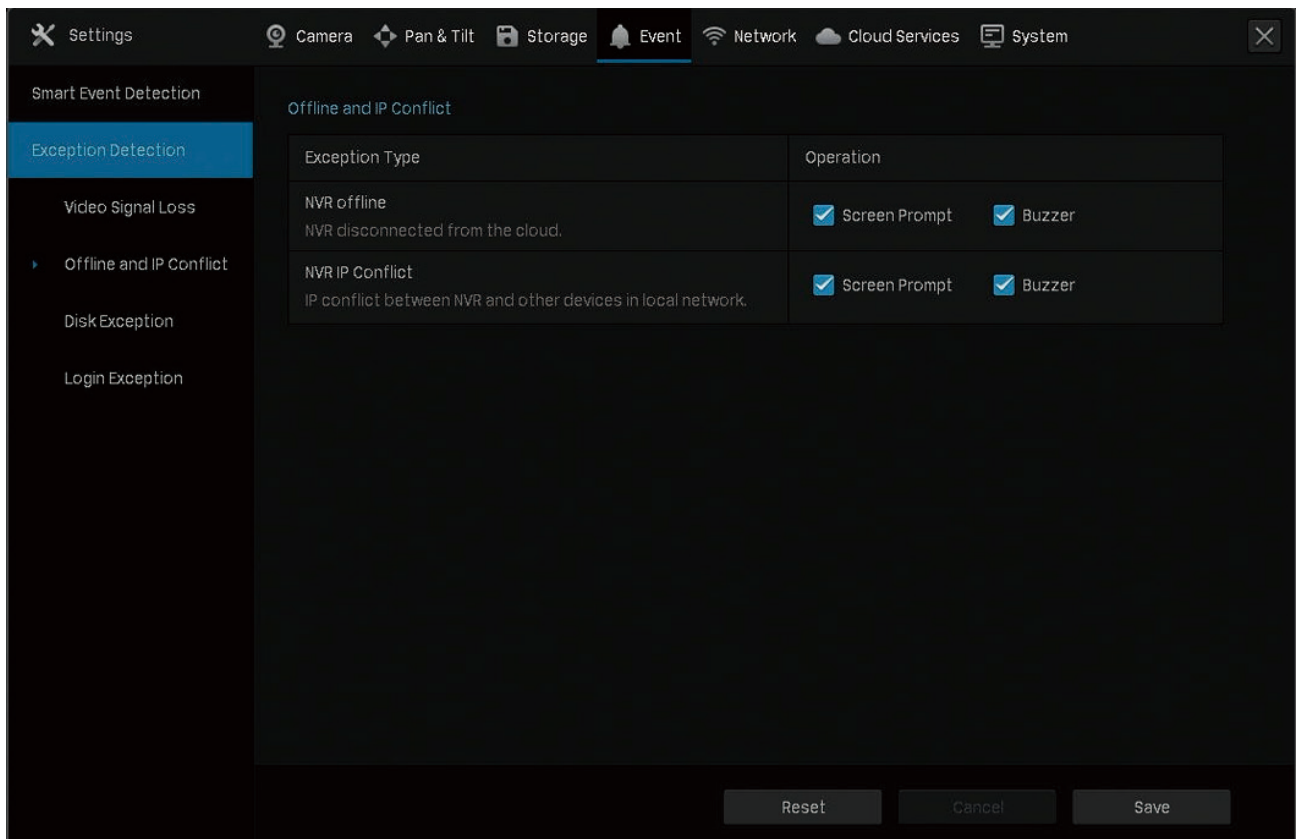 Settings
Camera Pan & Tilt Storage Event Network Cloud Services System
Smart Event Detection
Exception Detection
Video Signal Loss
Offline and IP Conflict
Disk Exception
Login Exception
Offline and IP Conflict
Exception Type Operation
NVR offline
NVR disconnected from the cloud.
Screen Prompt Buzzer
NVR IP Conflict
IP conflict between NVR and other devices in local network.
Screen Prompt Buzzer
Reset Cancel Save